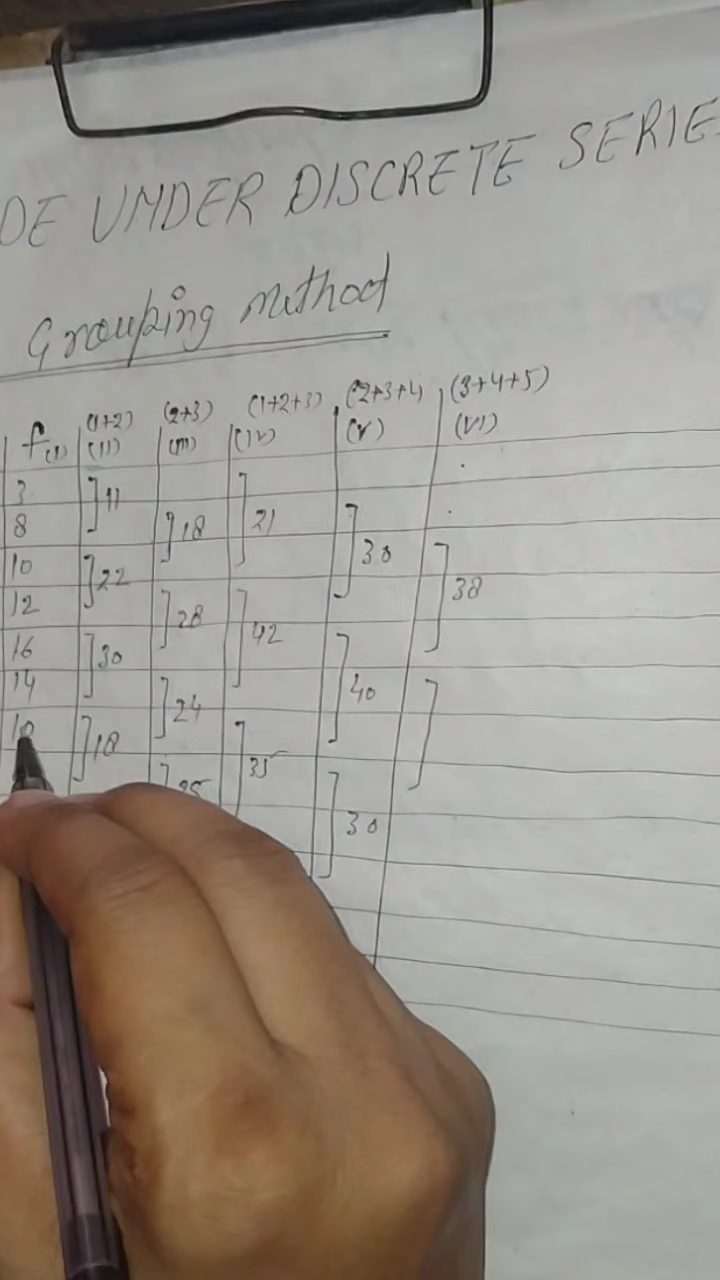 DE UNDER DISCRETE SERIE
Grouping method
f (I) (1+2) (II) (2+3) (III) (1+2+3) (IV) (2+3+4) (V) (3+4+5) (VI)
3 11 21
8 18 30
10 22 38
12 28 42
16 30 40
14 24
10 18 35
25 30